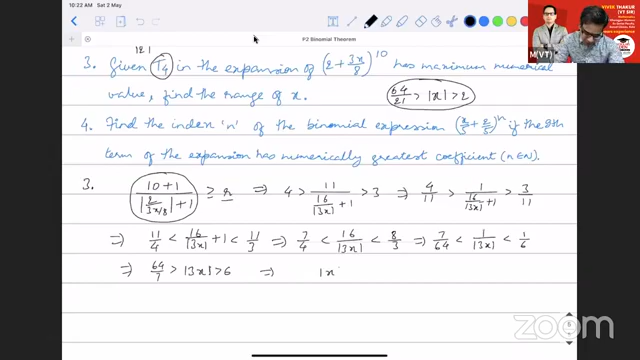 10:22 AM Sat 2 May
P2 Binomial Theorem
VIVEK THAKUR
(VT SIR)
M(VT)
3. Given T₄ in the expansion of (2 + 3x/8)^10 has maximum numerical
value, find the range of x. 64/21 > |x| > 2
4. Find the index 'n' of the binomial expression (x/5 + 2/5)^n if the 9th
term of the expansion has numerically greatest coefficient (n∈N).
3. (10+1)/(|2/(3x/8)|+1) ≥ r ⇒ 4 > 11/(16/|3x| +1) > 3 ⇒ 4/11 > 1/(16/|3x| +1) > 3/11
⇒ 11/4 < 16/|3x| +1 < 11/3 ⇒ 7/4 < 16/|3x| < 8/3 ⇒ 7/64 < 1/|3x| < 1/6
⇒ 64/7 > |3x| > 6 ⇒ |x
zoom